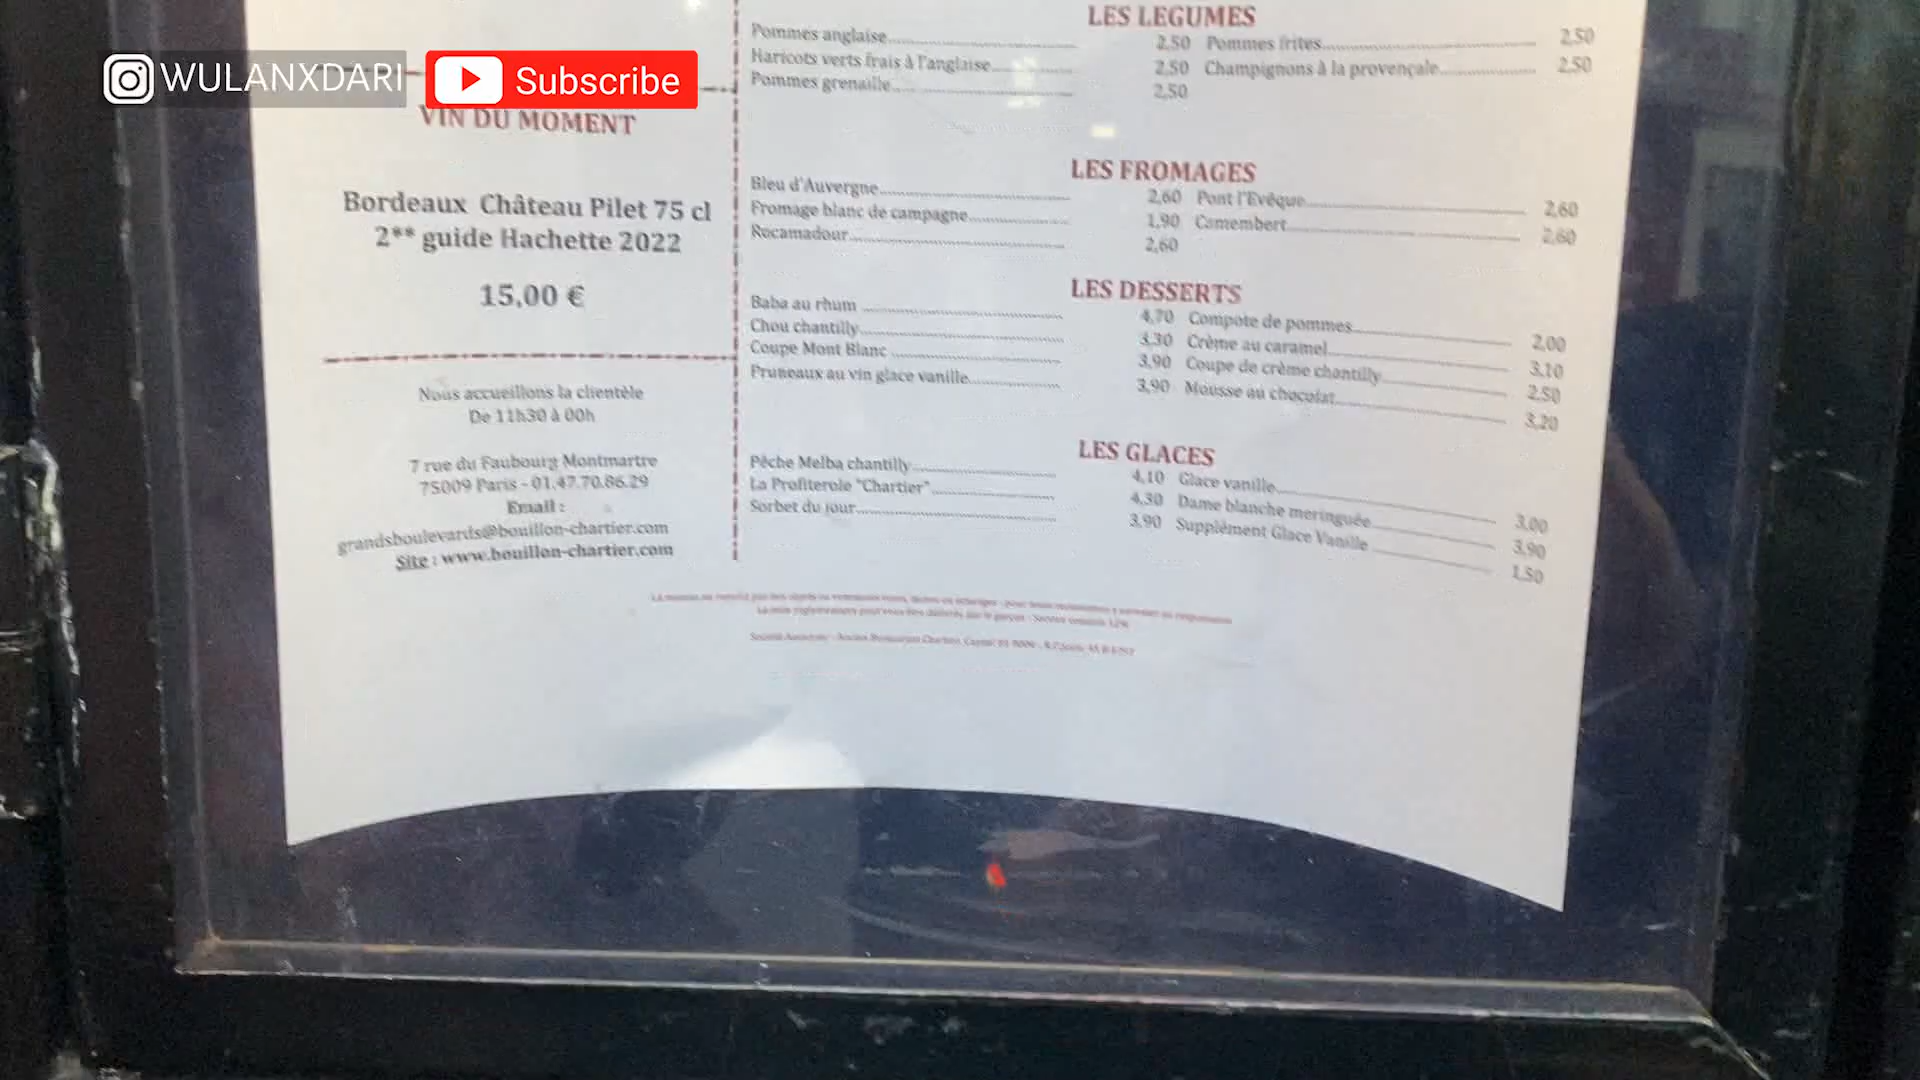 WULANXDARI
Subscribe
VIN DU MOMENT
Bordeaux Château Pilet 75 cl
2** guide Hachette 2022
15,00 €
Nous accueillons la clientèle
De 11h30 à 00h
7 rue du Faubourg Montmartre
75009 Paris - 01.47.70.86.29
Email :
grandsboulevards@bouillon-chartier.com
Site : www.bouillon-chartier.com
LES LEGUMES
Pommes anglaise 2,50 Pommes frites 2,50
Haricots verts frais à l'anglaise 2,50 Champignons à la provençale 2,50
Pommes grenaille 2,50
LES FROMAGES
Bleu d'Auvergne 2,60 Pont l'Evêque 2,60
Fromage blanc de campagne 1,90 Camembert 2,60
Rocamadour 2,60
LES DESSERTS
Baba au rhum 4,70 Compote de pommes 2,00
Chou chantilly 3,30 Crème au caramel 3,10
Coupe Mont Blanc 3,90 Coupe de crème chantilly 2,50
Pruneaux au vin glace vanille 3,90 Mousse au chocolat 3,20
LES GLACES
Pêche Melba chantilly 4,10 Glace vanille 3,00
La Profiterole "Chartier" 4,30 Dame blanche meringuée 3,90
Sorbet du jour 3,90 Supplément Glace Vanille 1,50